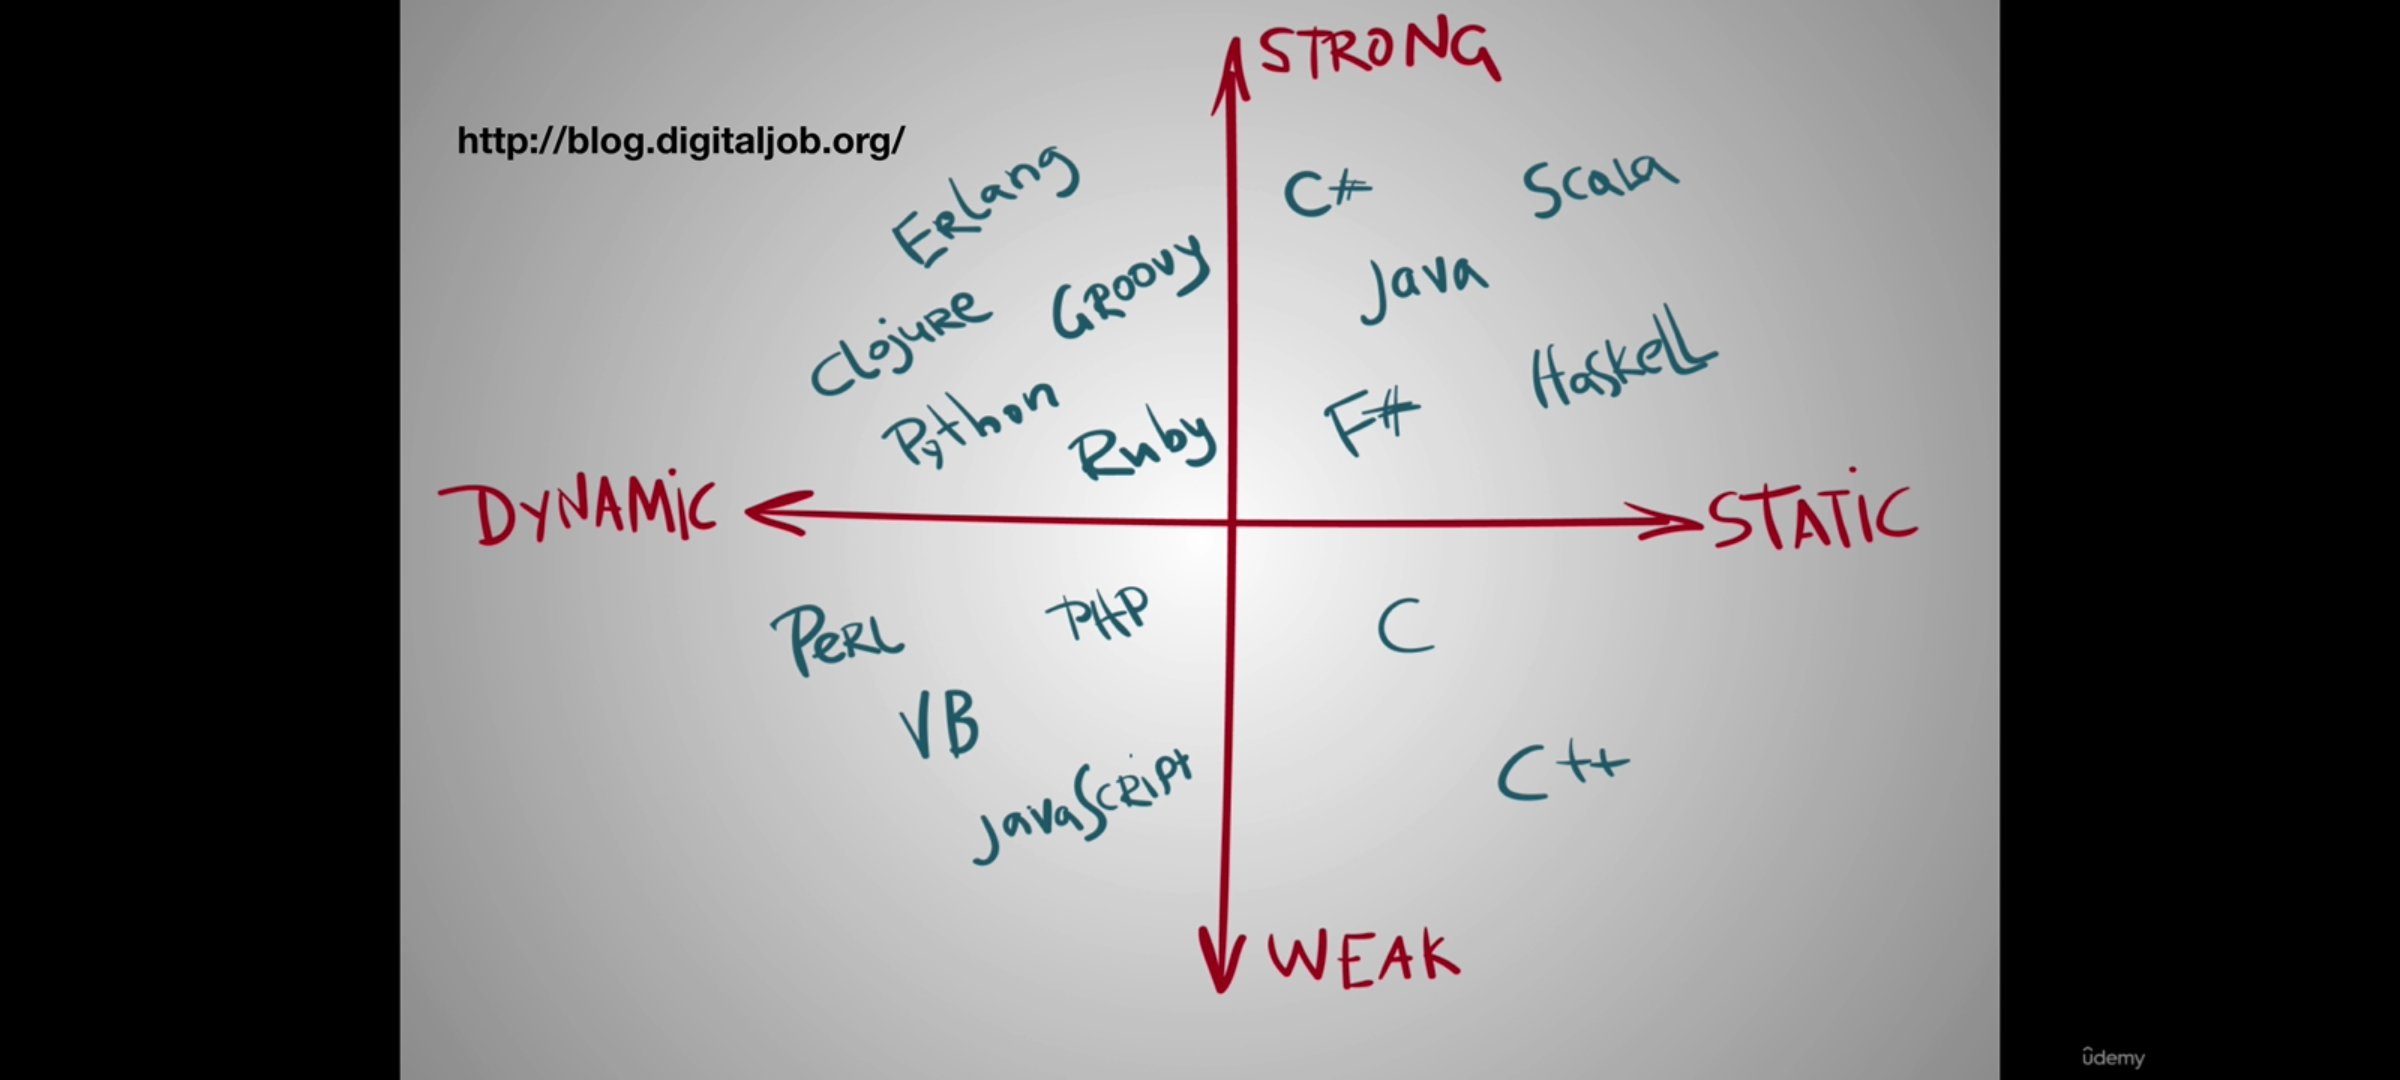 STRONG
http://blog.digitaljob.org/
Erlang
C#
Scala
Groovy
Java
Clojure
Haskell
Python
Ruby
F#
DYNAMIC
STATIC
Perl
PHP
C
VB
C++
JavaScript
WEAK
udemy